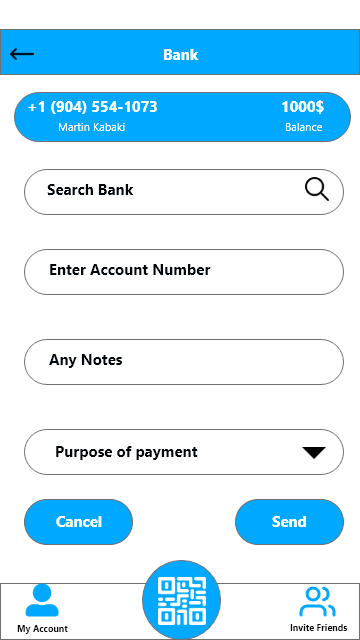 Bank
+1 (904) 554-1073
1000$
Martin Kabaki
Balance
Search Bank
Enter Account Number
Any Notes
Purpose of payment
Cancel
Send
My Account
Invite Friends